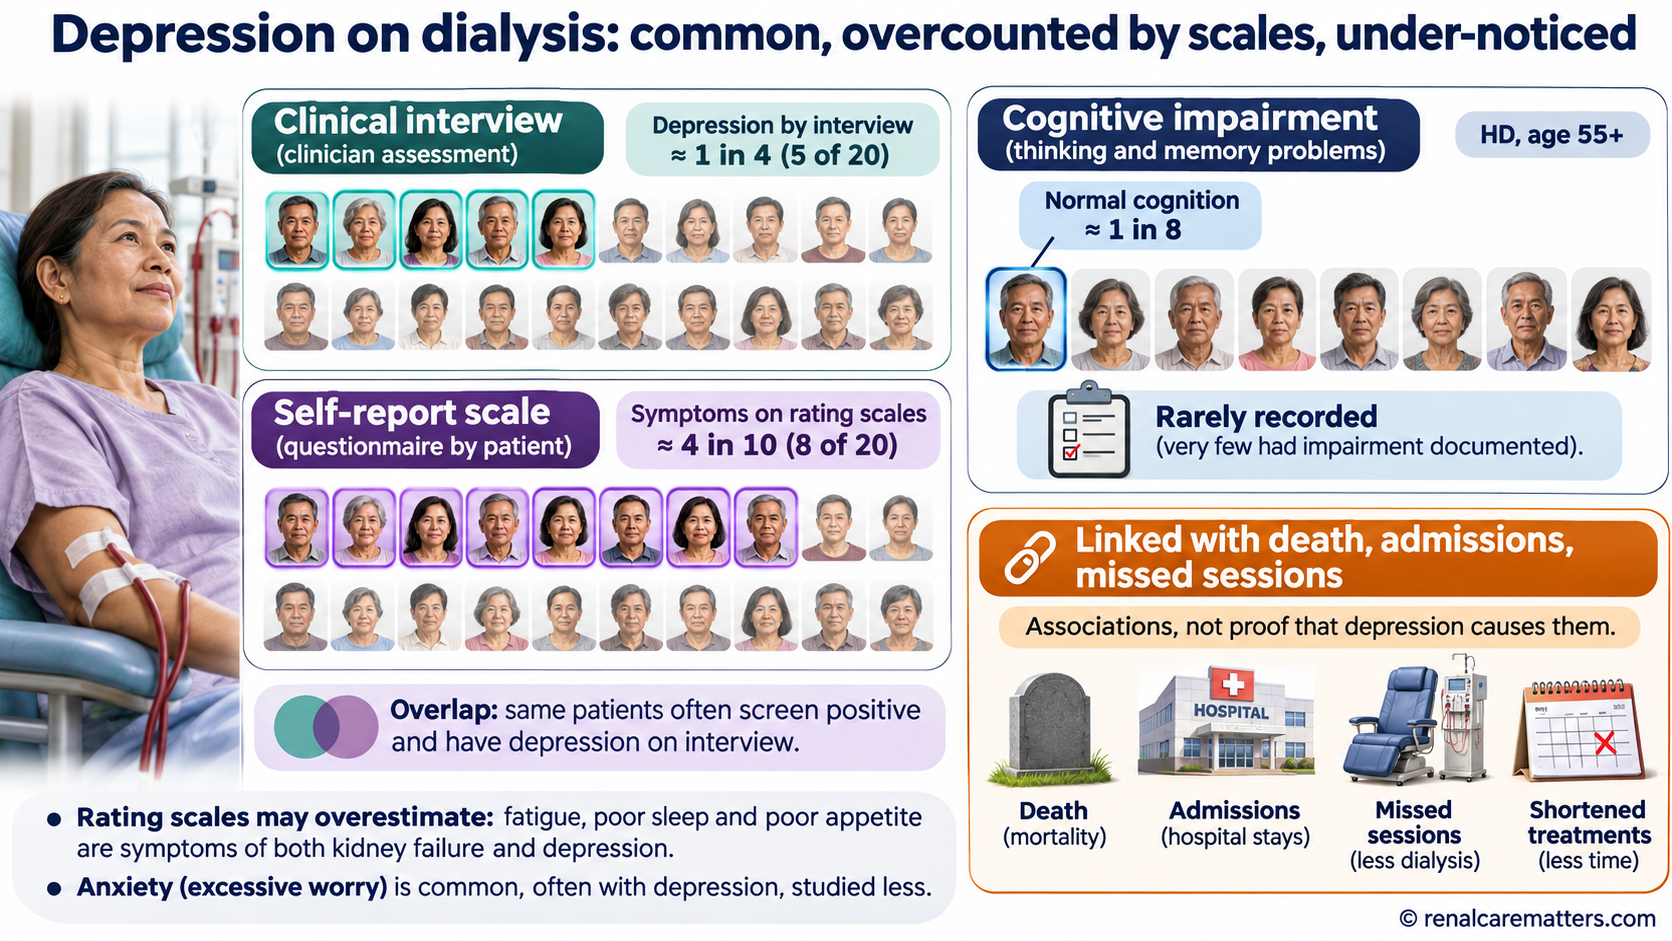 Depression on dialysis: common, overcounted by scales, under-noticed
Clinical interview
(clinician assessment)
Depression by interview
≈ 1 in 4 (5 of 20)
Self-report scale
(questionmaire by patient)
Symptoms on rating scales
≈ 4 in 10 (8 of 20)
Overlap: same patients often screen positive
and have depression on interview.
• Rating scales may overestimate: fatigue, poor sleep and poor appetite
are symptoms of both kidney failure and depression.
• Anxiety (excessive worry) is common, often with depression, studied less.
Cognitive impairment
(thinking and memory problems)
HD, age 55+
Normal cognition
≈ 1 in 8
Rarely recorded
(very few had impairment documented).
Linked with death, admissions,
missed sessions
Associations, not proof that depression causes them.
HOSPITAL
Death
(mortality)
Admissions
(hospital stays)
Missed
sessions
(less dialysis)
Shortened
treatments
(less time)
© renalcarematters.com